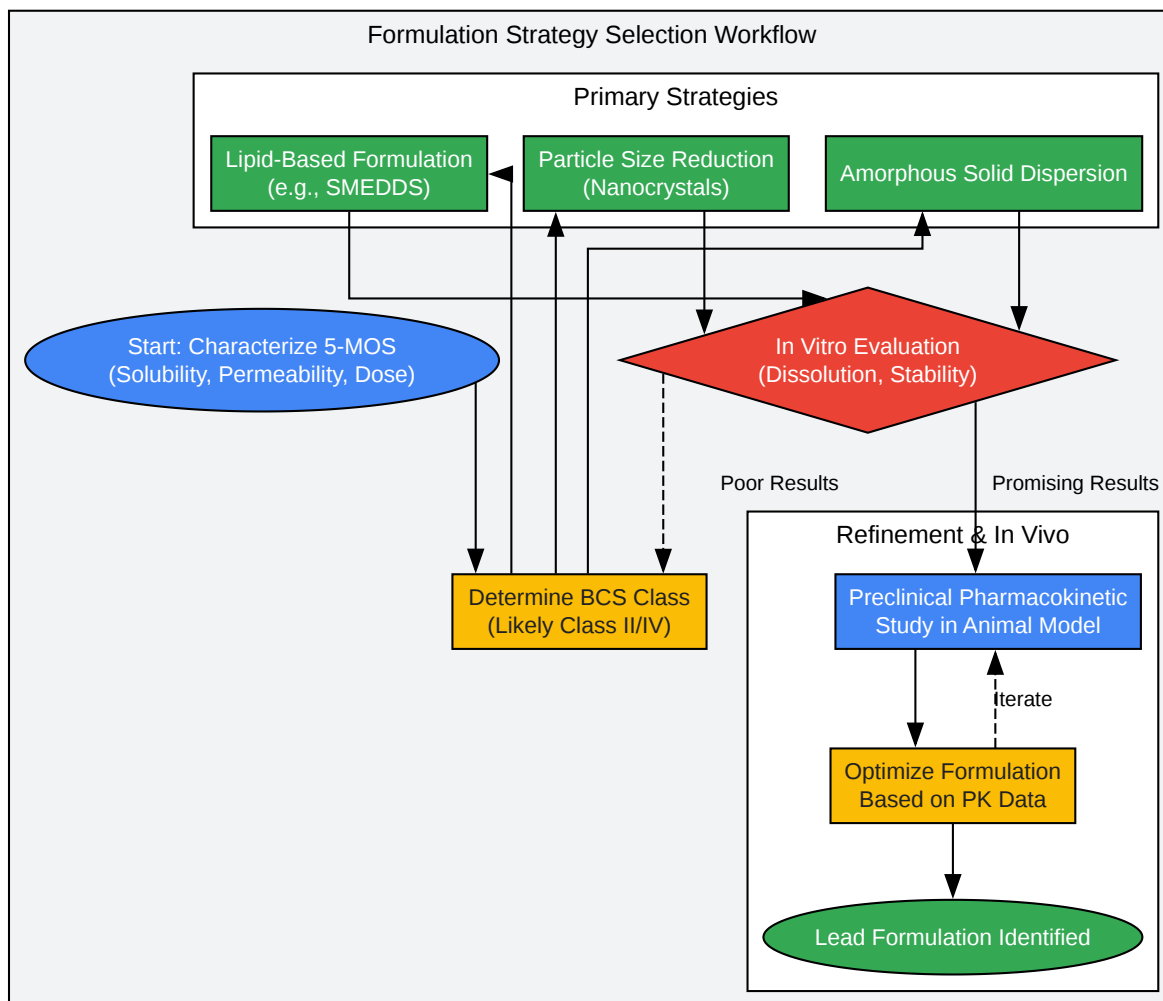 Formulation Strategy Selection Workflow
Primary Strategies
Lipid-Based Formulation
(e.g., SMEDDS)
Particle Size Reduction
(Nanocrystals)
Amorphous Solid Dispersion
Start: Characterize 5-MOS
(Solubility, Permeability, Dose)
In Vitro Evaluation
(Dissolution, Stability)
Poor Results
Promising Results
Determine BCS Class
(Likely Class II/IV)
Refinement & In Vivo
Preclinical Pharmacokinetic
Study in Animal Model
Iterate
Optimize Formulation
Based on PK Data
Lead Formulation Identified